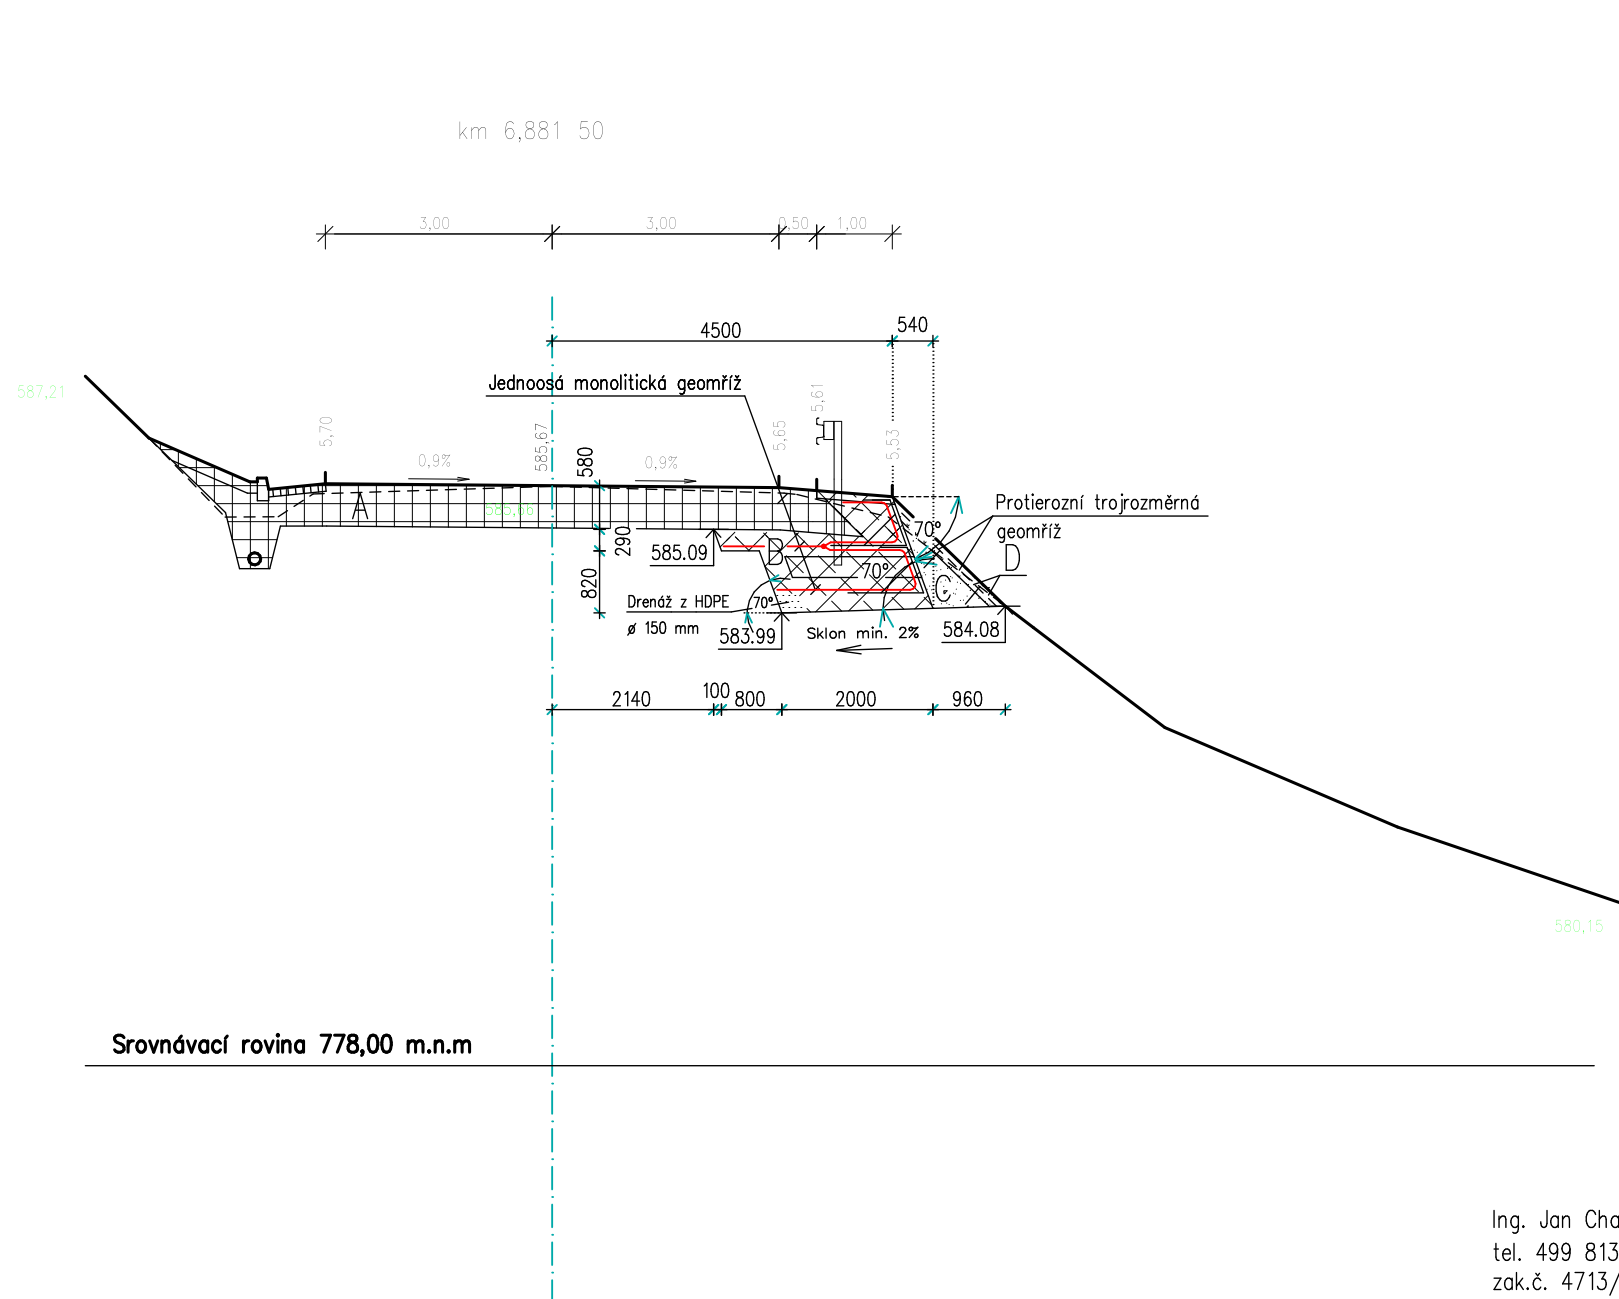 km 6,881 50
3,00
3,00
0,50
1,00
4500
540
587,21
Jednoosá monolitická geomříž
5,70
585,67
5,65
5,61
5,53
0,9%
580
0,9%
A
585,66
Protierozní trojrozměrná
geomříž
70°
290
585.09
B
70°
D
820
C
Drenáž z HDPE
ø 150 mm
70°
583.99
Sklon min. 2%
584.08
2140
100
800
2000
960
580,15
Srovnávací rovina 778,00 m.n.m
Ing. Jan Cha
tel. 499 813
zak.č. 4713/